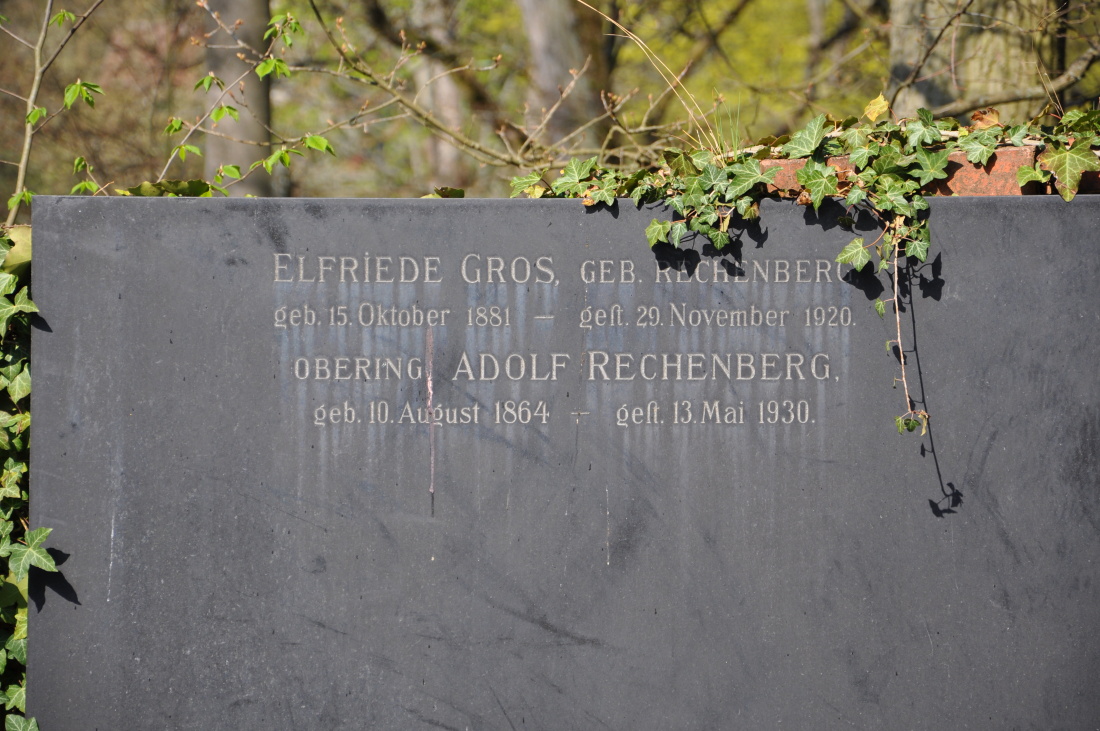 ELFRIEDE GROS, GEB. RECHENBERG
geb. 15. Oktober 1881 — gest. 29. November 1920.
OBERING. ADOLF RECHENBERG,
geb. 10. August 1864 — gest. 13. Mai 1930.